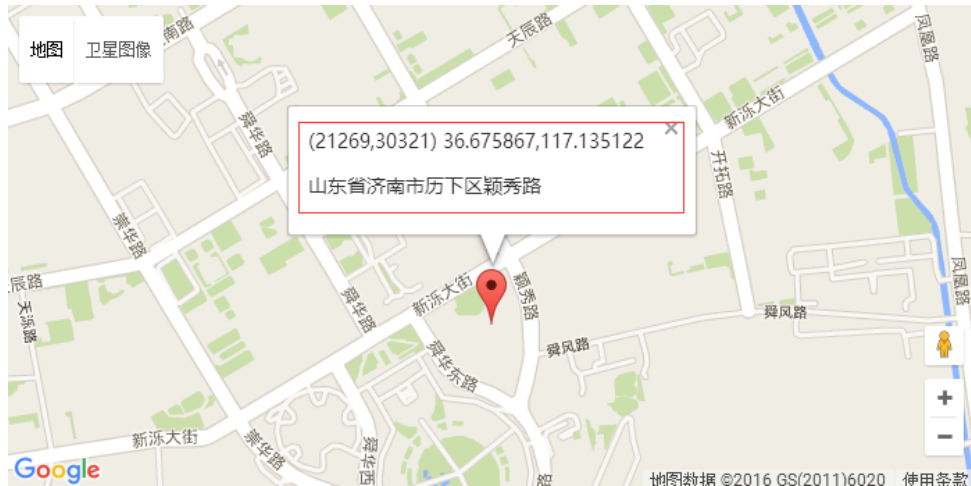 地图 卫星图像
天辰路
凤凰路
南路
新泺大街
舜华路
(21269,30321) 36.675867,117.135122 ×
山东省济南市历下区颖秀路
开拓路
崇华路
辰路
天泺路
舜华路
新泺大街
颖秀路
凤凰路
舜风路
舜风路
舜华东路
+
新泺大街
崇华路
舜华西
路
−
Google
地图数据 ©2016 GS(2011)6020 使用条款